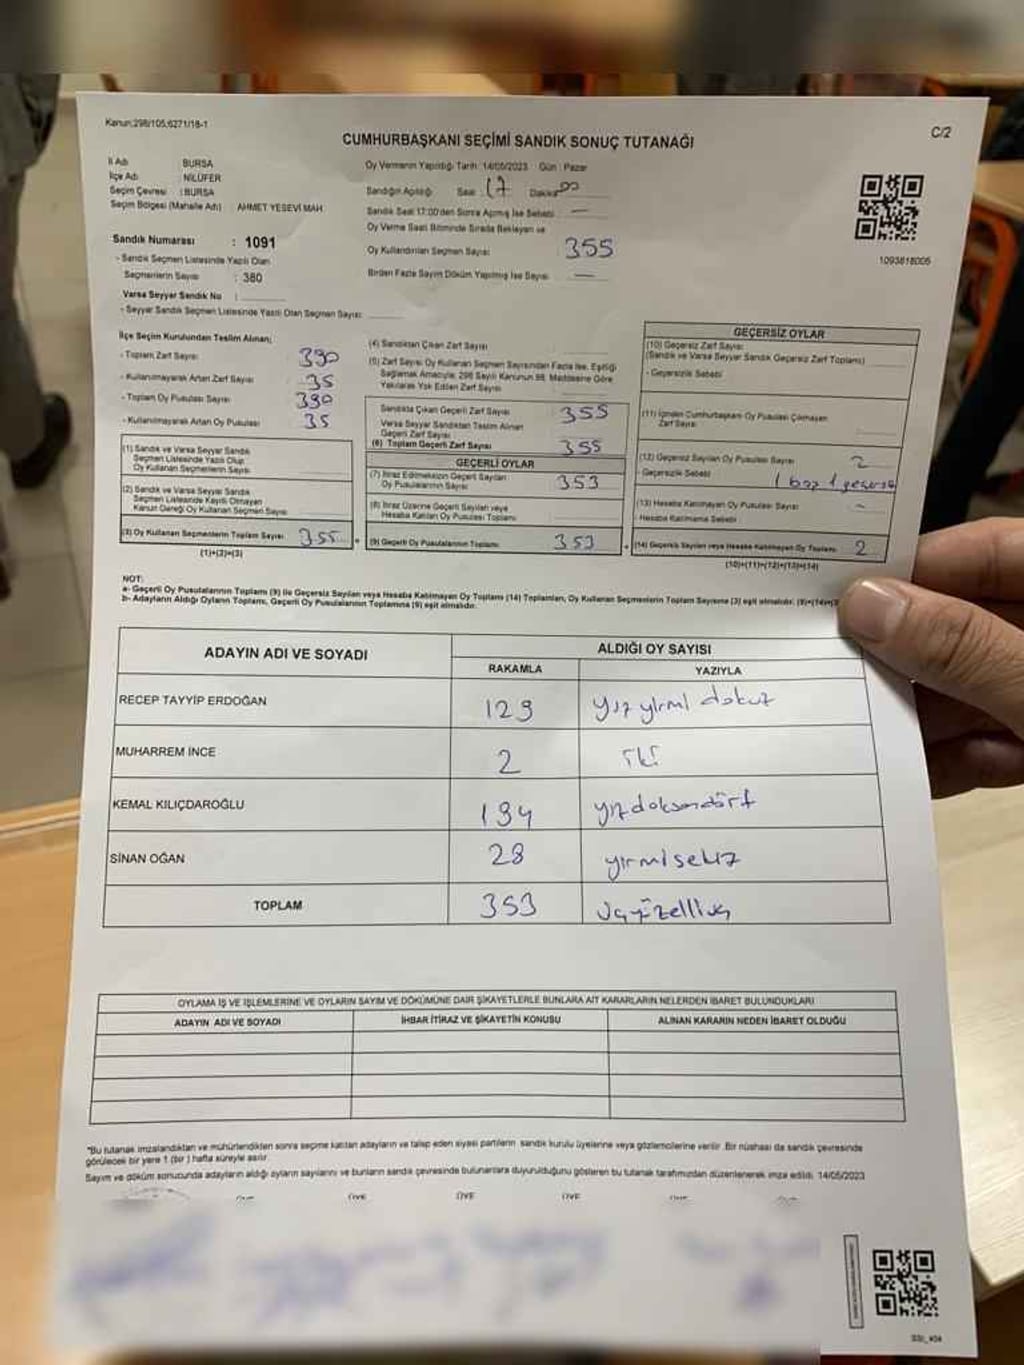 Kanun;298/105;6271/18-1
C/2
CUMHURBAŞKANI SEÇİMİ SANDIK SONUÇ TUTANAĞI
İl Adı BURSA
İlçe Adı NİLÜFER
Seçim Çevresi : BURSA
Seçim Bölgesi (Mahalle Adı) : AHMET YESEVİ MAH
Sandık Numarası : 1091
- Sandık Seçmen Listesinde Yazılı Olan
Seçmenlerin Sayısı : 380
Varsa Seyyar Sandık No :
- Seyyar Sandık Seçmen Listesinde Yazılı Olan Seçmen Sayısı:
Oy Vermenin Yapıldığı Tarih : 14/05/2023 Gün : Pazar
Sandığın Açılışı Saat : 17 Dakika 00
Sandık Saat 17:00'den Sonra Açılmış İse Sebebi —
Oy Verme Saati Bitiminde Sırada Bekleyen ve
Oy Kullandırılan Seçmen Sayısı: 355
Birden Fazla Sayım Döküm Yapılmış İse Sayısı —
1093818005
İlçe Seçim Kurulundan Teslim Alınan;
- Toplam Zarf Sayısı: 390
- Kullanılmayarak Artan Zarf Sayısı 35
- Toplam Oy Pusulası Sayısı 390
- Kullanılmayarak Artan Oy Pusulası 35
(1) Sandık ve Varsa Seyyar Sandık
Seçmen Listesinde Yazılı Olup
Oy Kullanan Seçmenlerin Sayısı
(2) Sandık ve Varsa Seyyar Sandık
Seçmen Listesinde Kayıtlı Olmayan
Kanun Gereği Oy Kullanan Seçmen Sayısı
(3) Oy Kullanan Seçmenlerin Toplam Sayısı 355
(1)+(2)=(3)
(4) Sandıktan Çıkan Zarf Sayısı
(5) Zarf Sayısı Oy Kullanan Seçmen Sayısından Fazla İse, Eşitliği
Sağlamak Amacıyla; 298 Sayılı Kanunun 98. Maddesine Göre
Yakılarak Yok Edilen Zarf Sayısı
Sandıkta Çıkan Geçerli Zarf Sayısı 355
Varsa Seyyar Sandıktan Teslim Alınan
Geçerli Zarf Sayısı
(6) Toplam Geçerli Zarf Sayısı 355
GEÇERLİ OYLAR
(7) İtiraz Edilmeksizin Geçerli Sayılan
Oy Pusulalarının Sayısı 353
(8) İtiraz Üzerine Geçerli Sayılan veya
Hesaba Katılan Oy Pusulası Toplamı
(9) Geçerli Oy Pusulalarının Toplamı 353
GEÇERSİZ OYLAR
(10) Geçersiz Zarf Sayısı
(Sandık ve Varsa Seyyar Sandık Geçersiz Zarf Toplamı)
- Geçersizlik Sebebi
(11) İçinden Cumhurbaşkanı Oy Pusulası Çıkmayan
Zarf Sayısı
(12) Geçersiz Sayılan Oy Pusulası Sayısı 2
- Geçersizlik Sebebi 1 boş 1 geçersiz
(13) Hesaba Katılmayan Oy Pusulası Sayısı –
Hesaba Katılmama Sebebi
(14) Geçersiz Sayılan veya Hesaba Katılmayan Oy Toplamı 2
(10)+(11)+(12)+(13)=(14)
NOT:
a- Geçerli Oy Pusulalarının Toplamı (9) ile Geçersiz Sayılan veya Hesaba Katılmayan Oy Toplamı (14) Toplamları, Oy Kullanan Seçmenlerin Toplam Sayısına (3) eşit olmalıdır. (9)+(14)=(3
b- Adayların Aldığı Oyların Toplamı, Geçerli Oy Pusulalarının Toplamına (9) eşit olmalıdır.
ADAYIN ADI VE SOYADI ALDIĞI OY SAYISI
RAKAMLA YAZIYLA
RECEP TAYYİP ERDOĞAN 129 yüz yirmi dokuz
MUHARREM İNCE 2 iki
KEMAL KILIÇDAROĞLU 194 yüzdoksandört
SİNAN OĞAN 28 yirmisekiz
TOPLAM 353 üçyüzelliüç
OYLAMA İŞ VE İŞLEMLERİNE VE OYLARIN SAYIM VE DÖKÜMÜNE DAİR ŞİKAYETLERLE BUNLARA AİT KARARLARIN NELERDEN İBARET BULUNDUKLARI
ADAYIN ADI VE SOYADI İHBAR İTİRAZ VE ŞİKAYETİN KONUSU ALINAN KARARIN NEDEN İBARET OLDUĞU
*Bu tutanak imzalandıktan ve mühürlendikten sonra seçime katılan adayların ve talep eden siyasi partilerin sandık kurulu üyelerine veya gözlemcilerine verilir. Bir nüshası da sandık çevresinde
görülecek bir yere 1 (bir ) hafta süreyle asılır.
Sayım ve döküm sonucunda adayların aldığı oyların sayılarını ve bunların sandık çevresinde bulunanlara duyurulduğunu gösteren bu tutanak tarafımızdan düzenlenerek imza edildi. 14/05/2023
ÜYE ÜYE ÜYE ÜYE